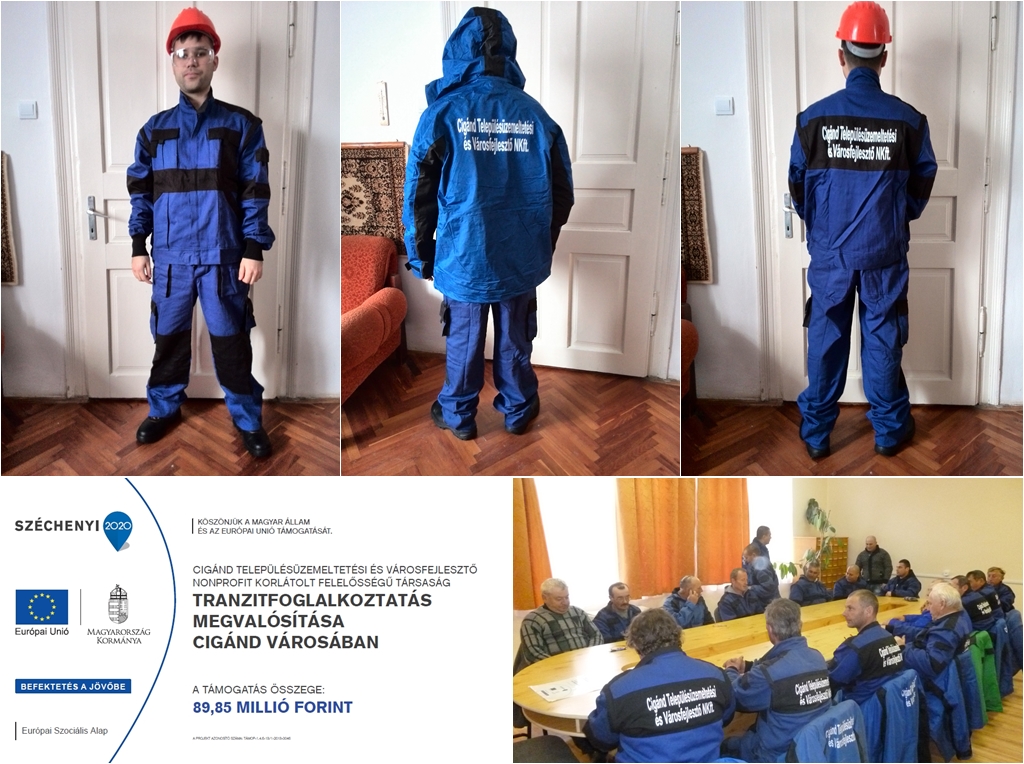 Cigánd Településüzemeltetési
és Városfejlesztő NKft.
Cigánd Településüzemeltetési
és Városfejlesztő NKft.
SZÉCHENYI 2020
Európai Unió
MAGYARORSZÁG
KORMÁNYA
BEFEKTETÉS A JÖVŐBE
Európai Szociális Alap
KÖSZÖNJÜK A MAGYAR ÁLLAM
ÉS AZ EURÓPAI UNIÓ TÁMOGATÁSÁT.
CIGÁND TELEPÜLÉSÜZEMELTETÉSI ÉS VÁROSFEJLESZTŐ
NONPROFIT KORLÁTOLT FELELŐSSÉGŰ TÁRSASÁG
TRANZITFOGLALKOZTATÁS
MEGVALÓSÍTÁSA
CIGÁND VÁROSÁBAN
A TÁMOGATÁS ÖSSZEGE:
89,85 MILLIÓ FORINT
Cigánd Településüzemeltetési
és Városfejlesztő NKft.